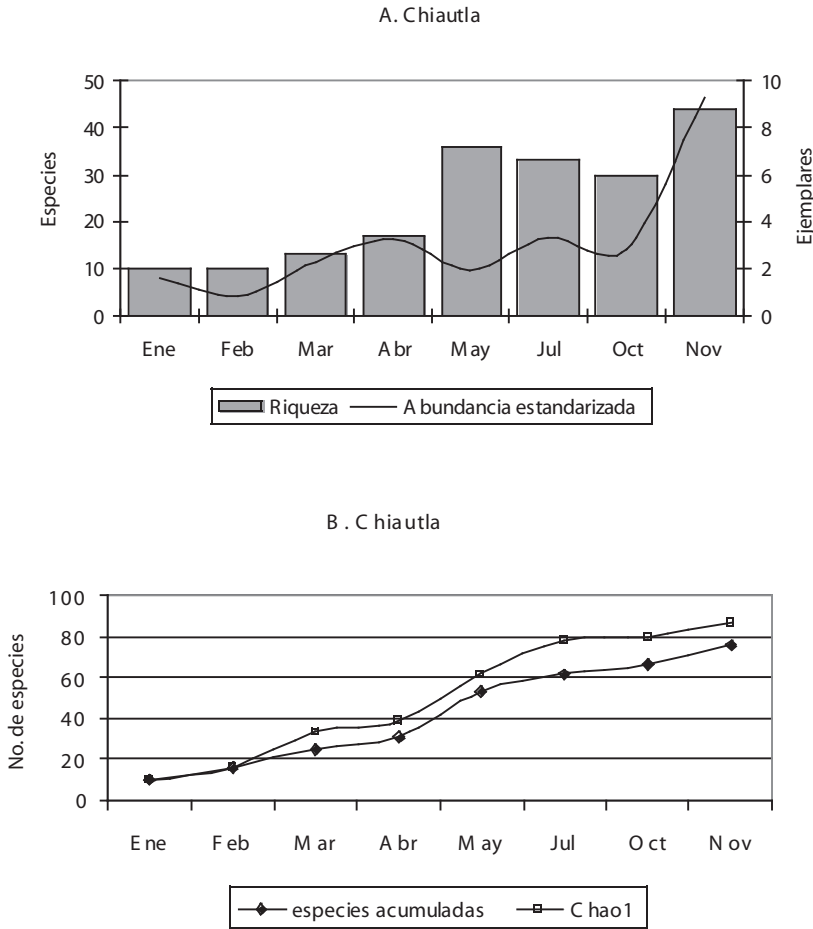 A. Chiautla
50
40
30
20
10
0
Especies
10
8
6
4
2
0
Ejemplares
Ene Feb Mar Abr May Jul Oct Nov
Riqueza Abundancia estandarizada
B. Chiautla
100
80
60
40
20
0
No. de especies
Ene Feb Mar Abr May Jul Oct Nov
especies acumuladas Chao1